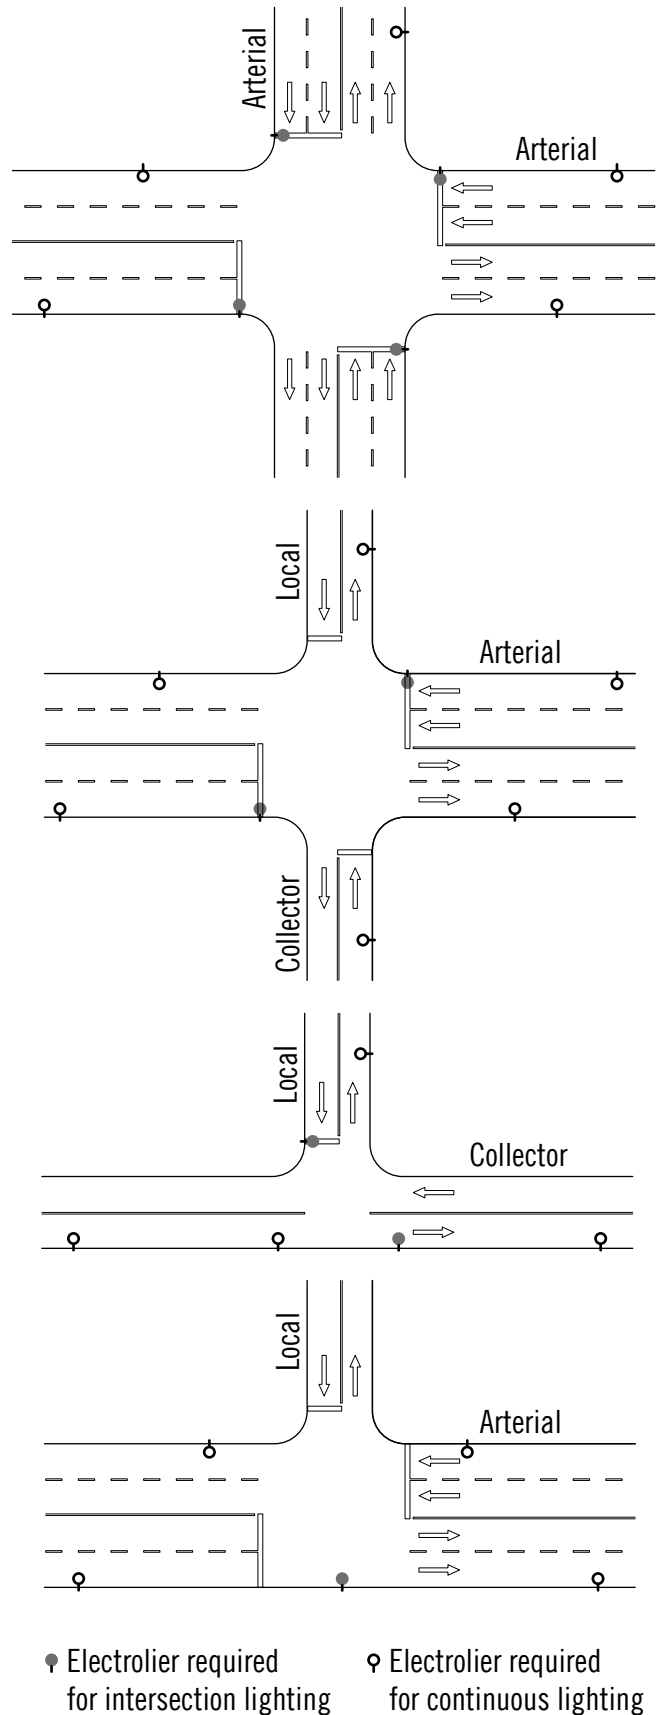 Arterial
Arterial
Local
Arterial
Collector
Local
Collector
Local
Arterial
Electrolier required
for intersection lighting
Electrolier required
for continuous lighting